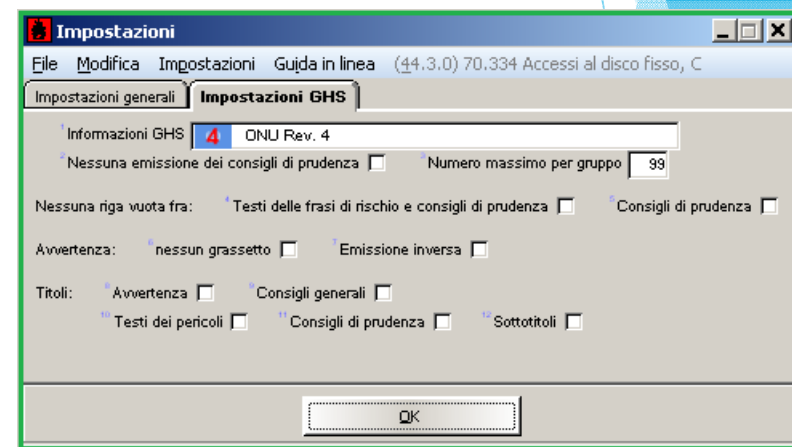 Impostazioni
File Modifica Impostazioni Guida in linea (44.3.0) 70.334 Accessi al disco fisso, C
Impostazioni generali Impostazioni GHS
1 Informazioni GHS 4 ONU Rev. 4
2 Nessuna emissione dei consigli di prudenza 3 Numero massimo per gruppo 99
Nessuna riga vuota fra: 4 Testi delle frasi di rischio e consigli di prudenza 5 Consigli di prudenza
Avvertenza: 6 nessun grassetto 7 Emissione inversa
Titoli: 8 Avvertenza 9 Consigli generali
10 Testi dei pericoli 11 Consigli di prudenza 12 Sottotitoli
OK